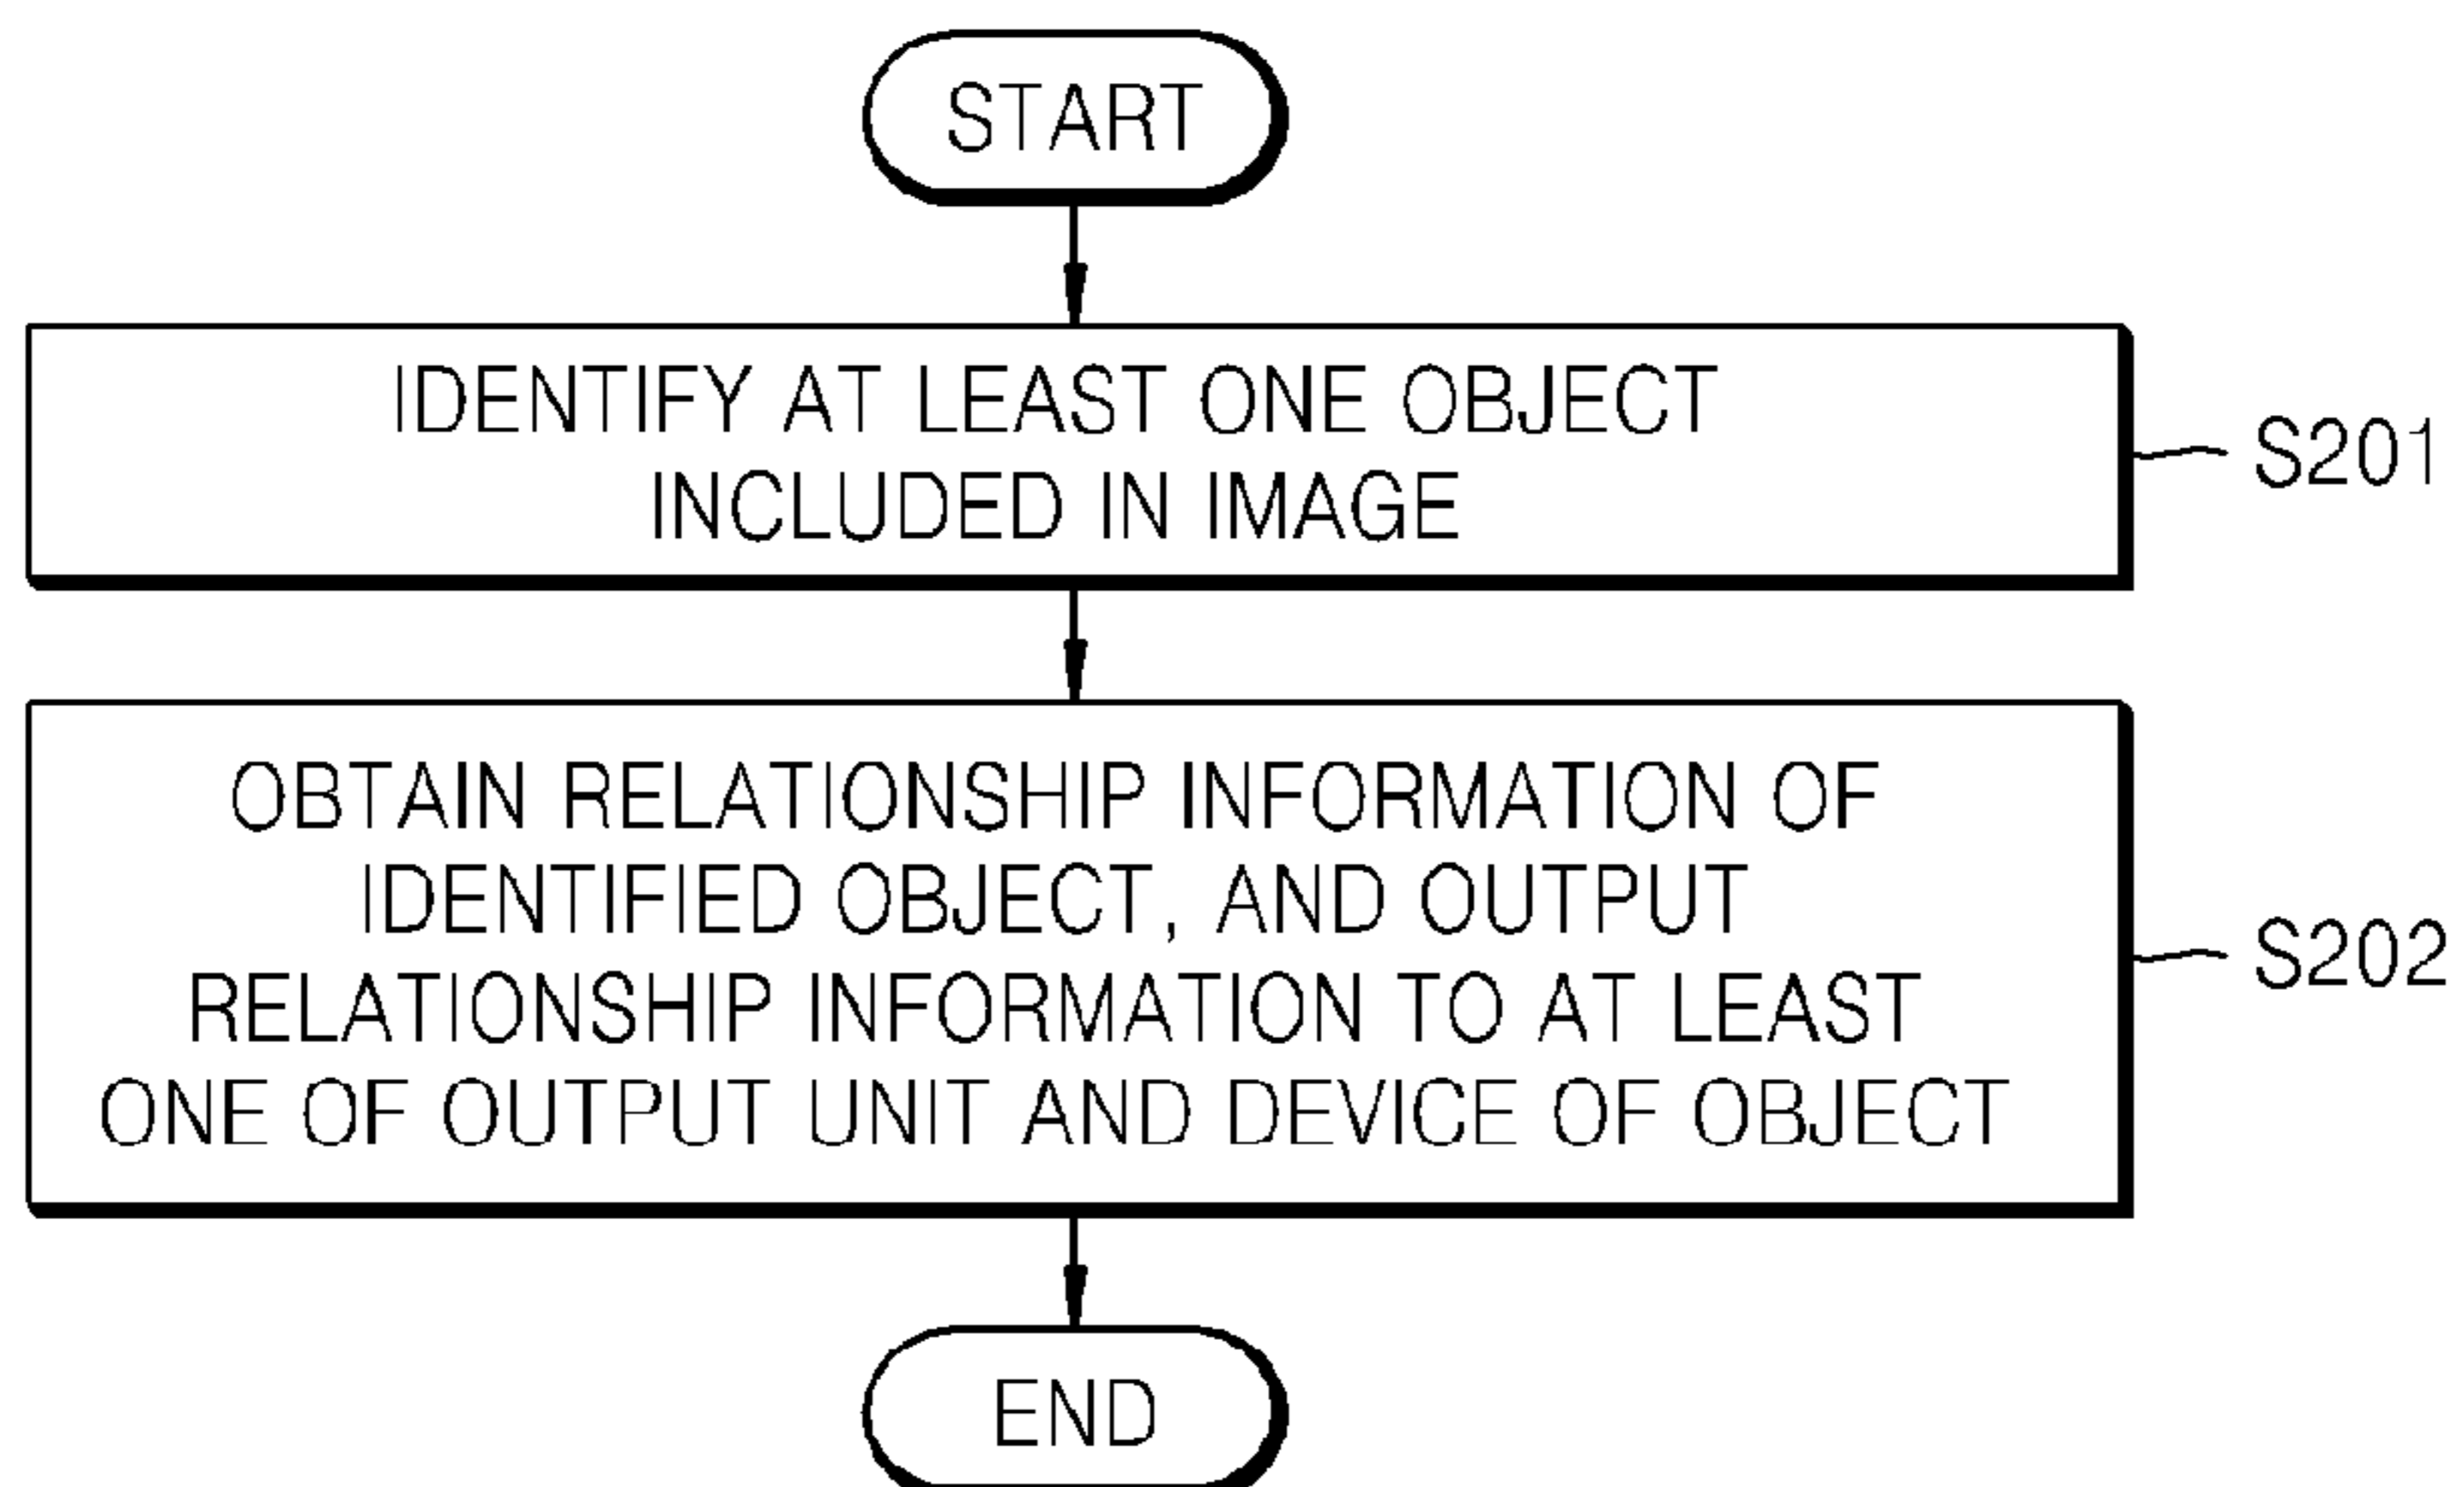 START
IDENTIFY AT LEAST ONE OBJECT
INCLUDED IN IMAGE
S201
OBTAIN RELATIONSHIP INFORMATION OF
IDENTIFIED OBJECT, AND OUTPUT
RELATIONSHIP INFORMATION TO AT LEAST
ONE OF OUTPUT UNIT AND DEVICE OF OBJECT
S202
END